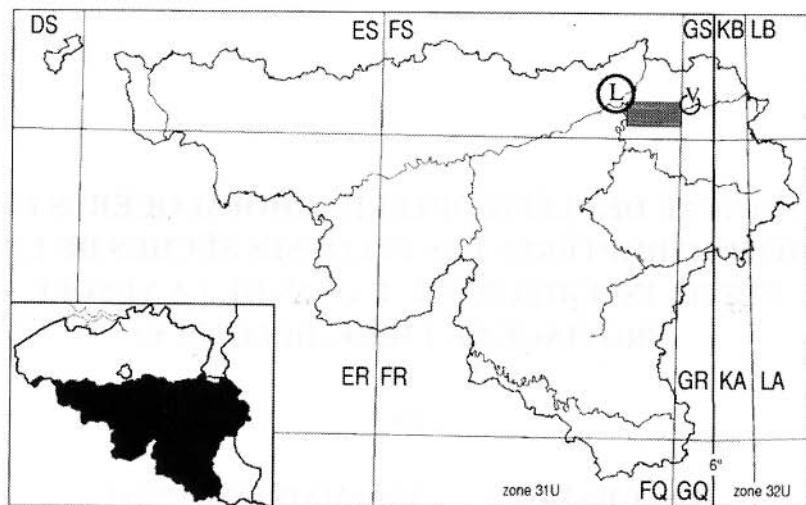 DS ES FS GS KB LB
L V
ER FR GR KA LA
6°
zone 31U FQ GQ zone 32U